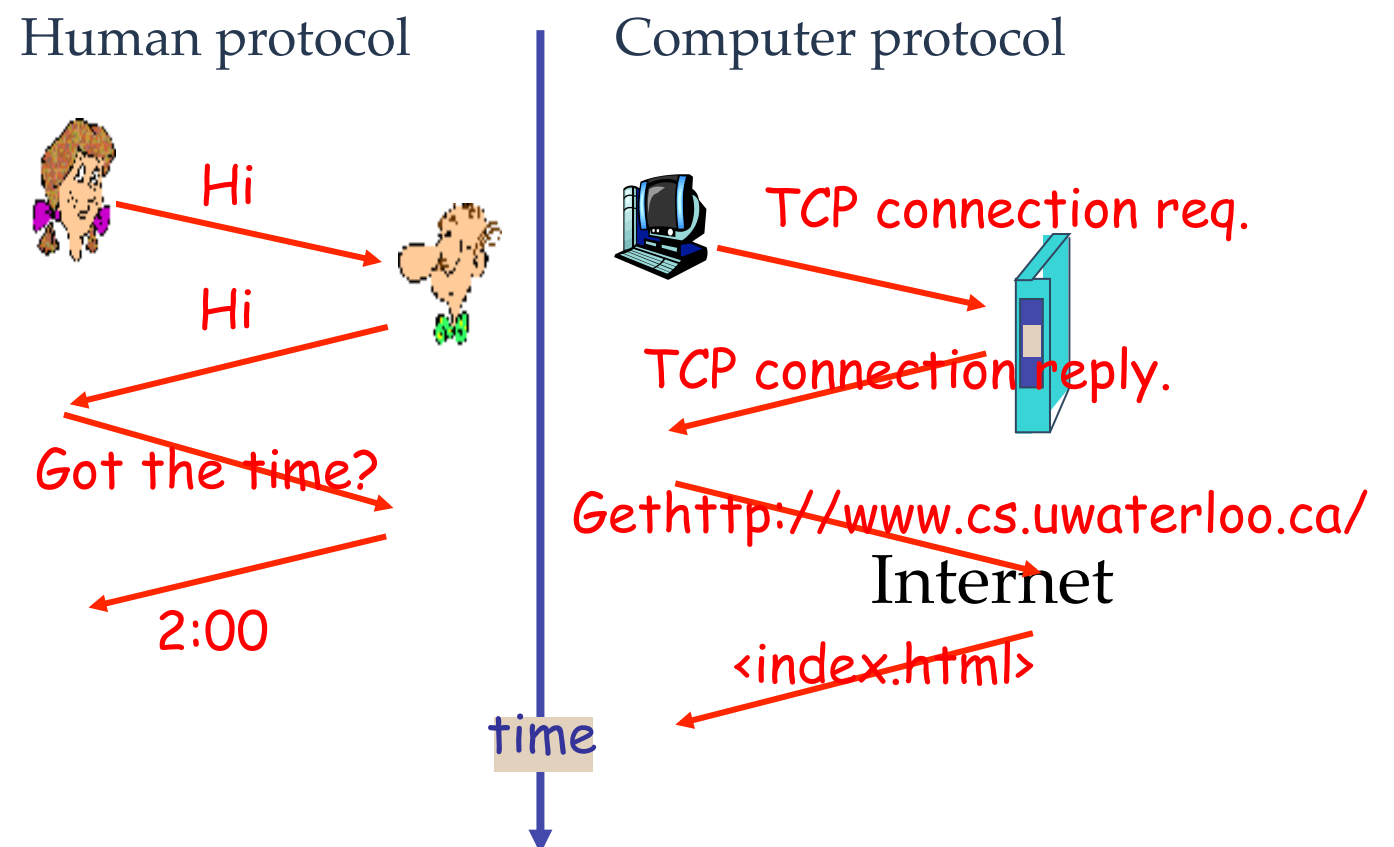 Human protocol
Computer protocol
Hi
Hi
Got the time?
2:00
TCP connection req.
TCP connection reply.
Gethttp://www.cs.uwaterloo.ca/
Internet
<index.html>
time